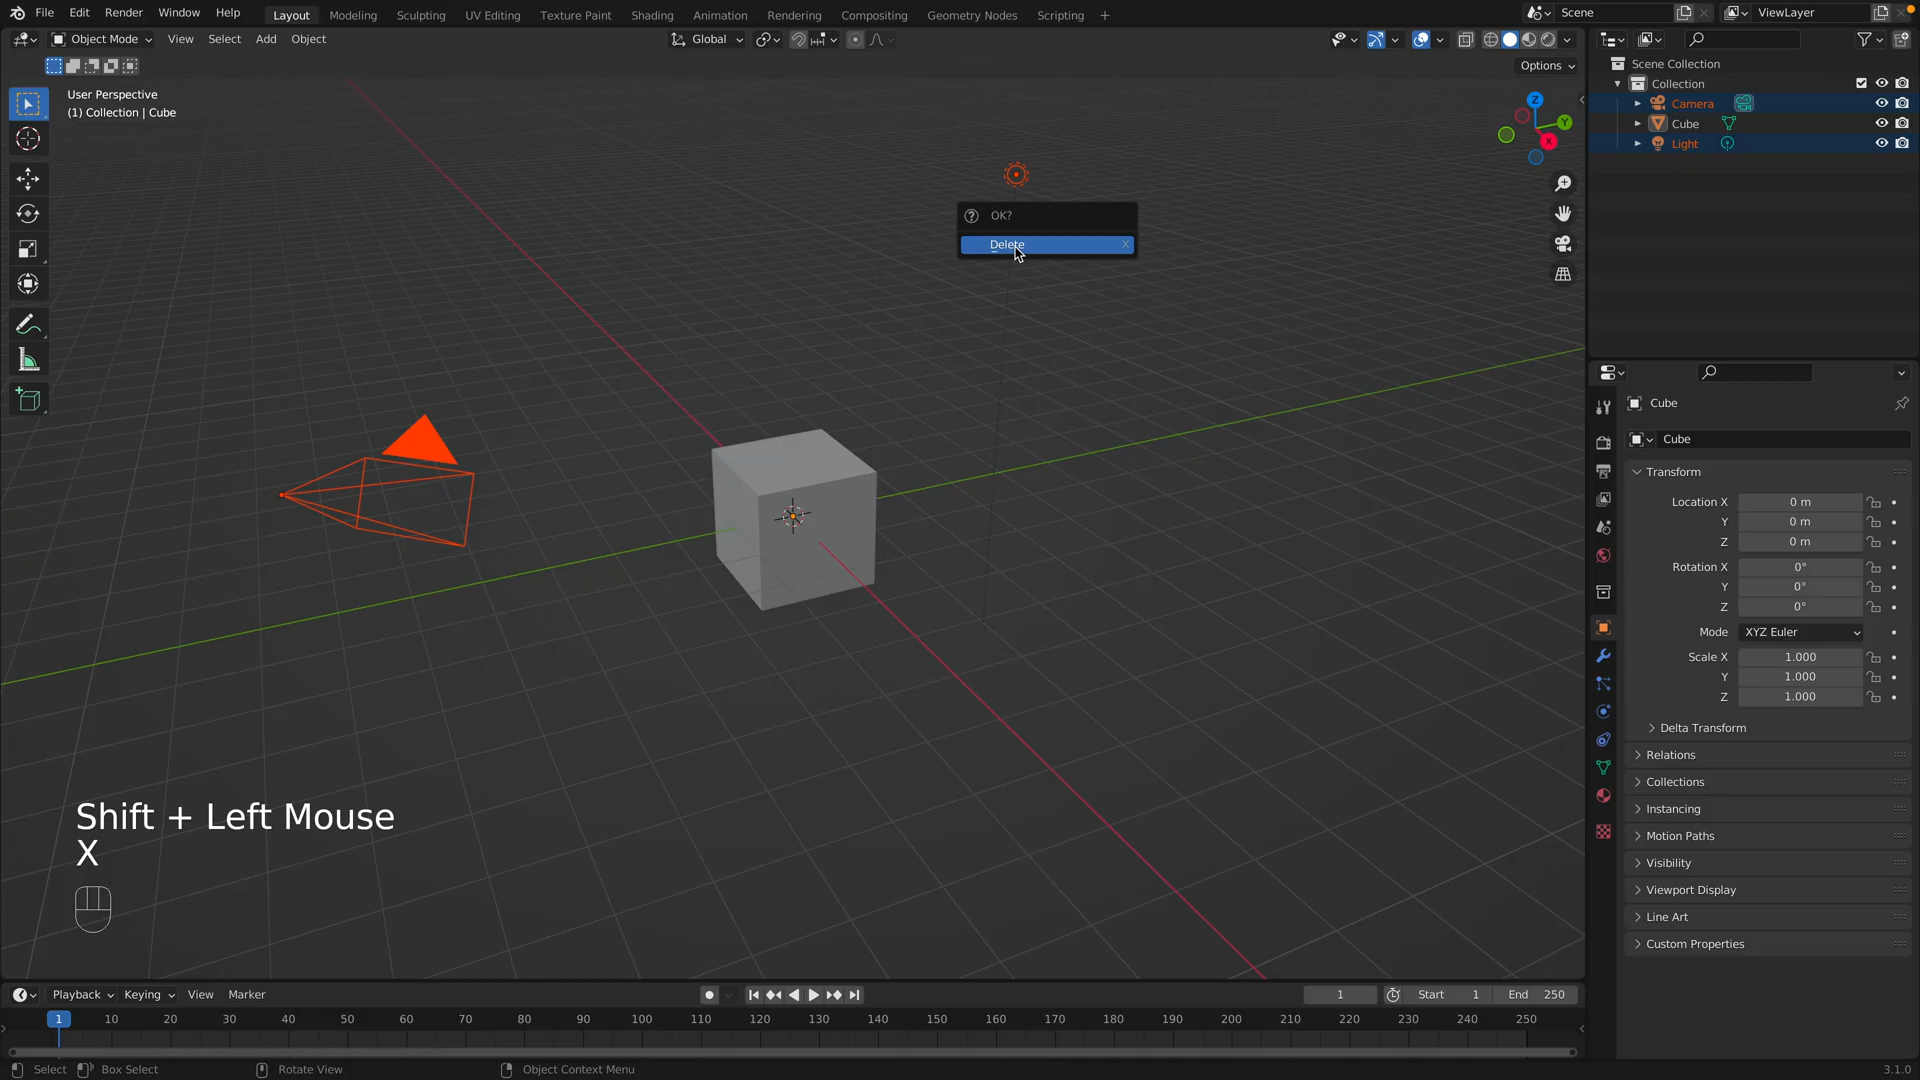 File Edit Render Window Help Layout Modeling Sculpting UV Editing Texture Paint Shading Animation Rendering Compositing Geometry Nodes Scripting + Scene ViewLayer
Object Mode View Select Add Object Global
Options
User Perspective
(1) Collection | Cube
Z
Y
X
OK?
Delete X
Shift + Left Mouse
X
Scene Collection
Collection
Camera
Cube
Light
Cube
Cube
Transform
Location X 0 m
Y 0 m
Z 0 m
Rotation X 0°
Y 0°
Z 0°
Mode XYZ Euler
Scale X 1.000
Y 1.000
Z 1.000
Delta Transform
Relations
Collections
Instancing
Motion Paths
Visibility
Viewport Display
Line Art
Custom Properties
Playback Keying View Marker 1 Start 1 End 250
1 10 20 30 40 50 60 70 80 90 100 110 120 130 140 150 160 170 180 190 200 210 220 230 240 250
Select Box Select Rotate View Object Context Menu 3.1.0